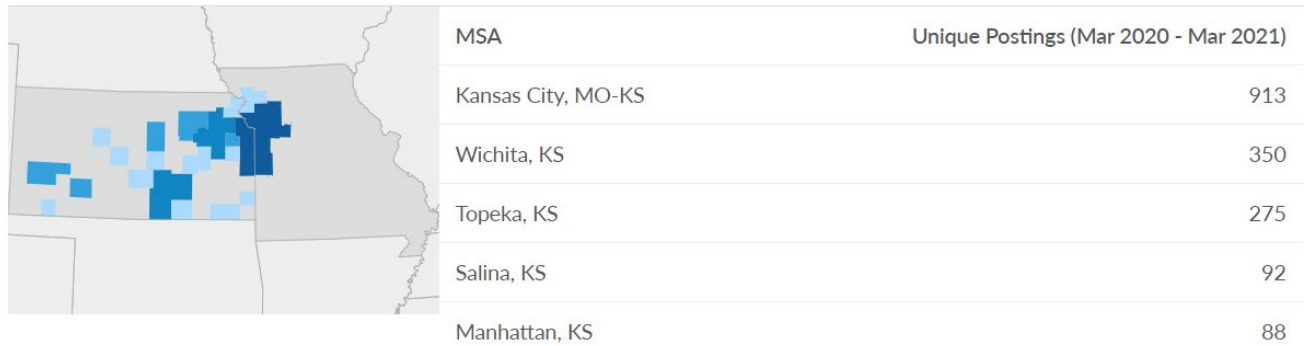 MSA Unique Postings (Mar 2020 - Mar 2021)
Kansas City, MO-KS 913
Wichita, KS 350
Topeka, KS 275
Salina, KS 92
Manhattan, KS 88